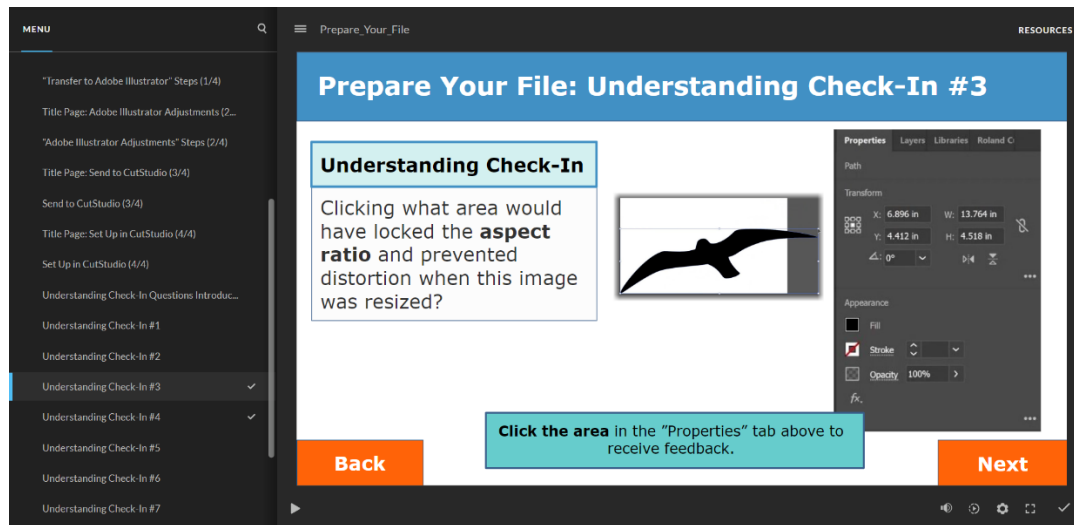 MENU
Prepare_Your_File
RESOURCES
"Transfer to Adobe Illustrator" Steps (1/4)
Title Page: Adobe Illustrator Adjustments (2...
"Adobe Illustrator Adjustments" Steps (2/4)
Title Page: Send to CutStudio (3/4)
Send to CutStudio (3/4)
Title Page: Set Up in CutStudio (4/4)
Set Up in CutStudio (4/4)
Understanding Check-In Questions Introduc...
Understanding Check-In #1
Understanding Check-In #2
Understanding Check-In #3
Understanding Check-In #4
Understanding Check-In #5
Understanding Check-In #6
Understanding Check-In #7
Prepare Your File: Understanding Check-In #3
Understanding Check-In
Clicking what area would
have locked the aspect
ratio and prevented
distortion when this image
was resized?
Properties Layers Libraries Roland C
Path
Transform
X: 6.896 in W: 13.764 in
Y: 4.412 in H: 4.518 in
0°
Appearance
Fill
Stroke
Opacity 100%
fx.
Click the area in the "Properties" tab above to
receive feedback.
Back
Next